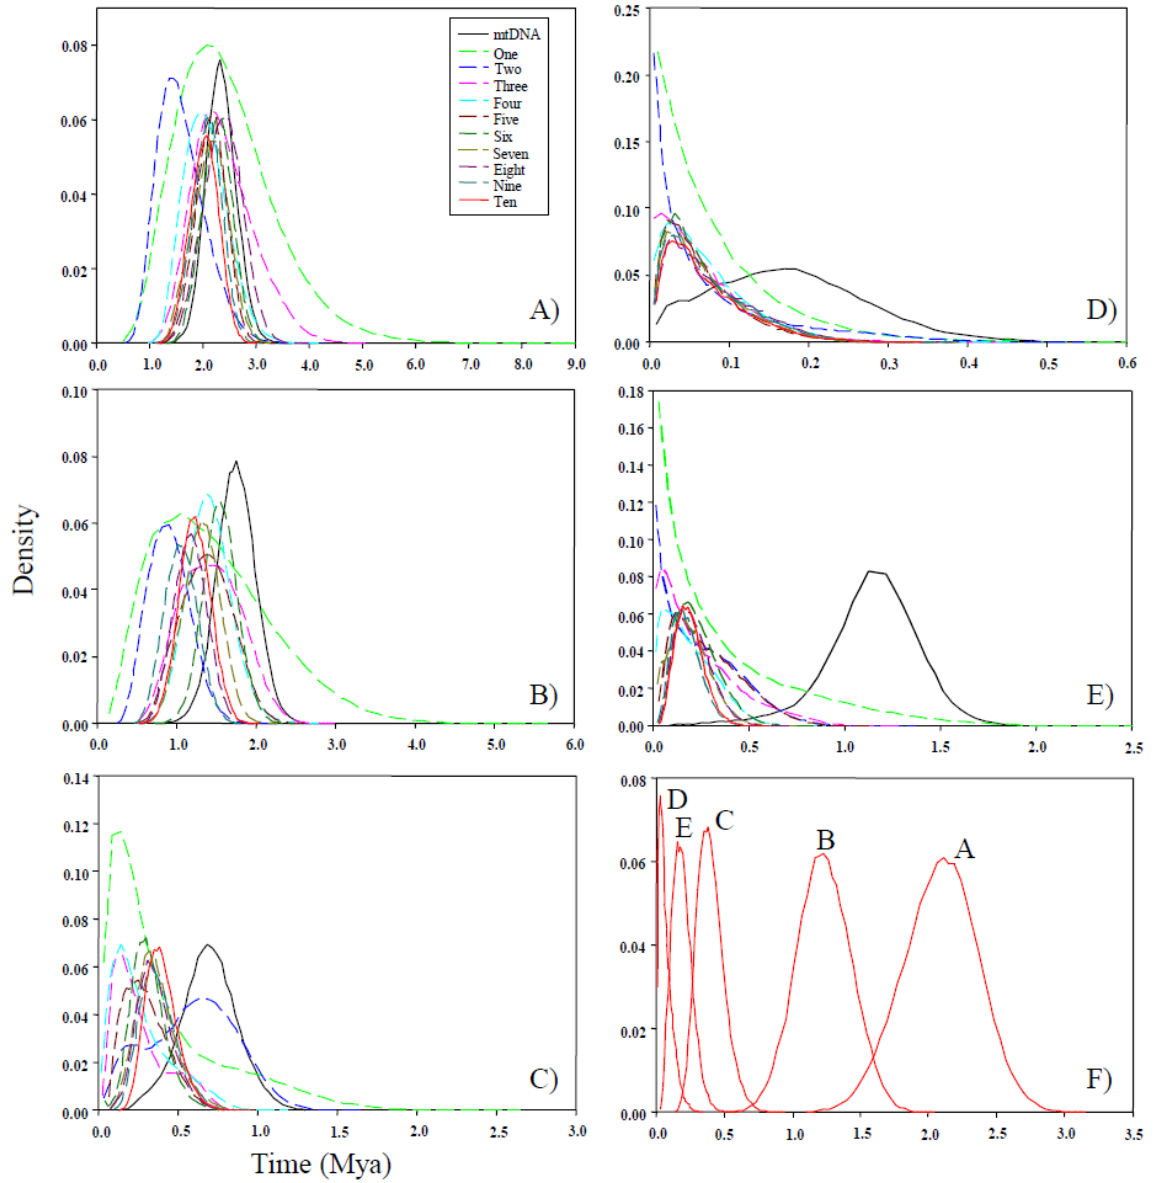 0.08
0.06
0.04
0.02
0.00
0.0 1.0 2.0 3.0 4.0 5.0 6.0 7.0 8.0 9.0
mtDNA
One
Two
Three
Four
Five
Six
Seven
Eight
Nine
Ten
A)
0.25
0.20
0.15
0.10
0.05
0.00
0.0 0.1 0.2 0.3 0.4 0.5 0.6
D)
Density
0.10
0.08
0.06
0.04
0.02
0.00
0.0 1.0 2.0 3.0 4.0 5.0 6.0
B)
0.18
0.16
0.14
0.12
0.10
0.08
0.06
0.04
0.02
0.00
0.0 0.5 1.0 1.5 2.0 2.5
E)
0.14
0.12
0.10
0.08
0.06
0.04
0.02
0.00
0.0 0.5 1.0 1.5 2.0 2.5 3.0
C)
0.08
0.06
0.04
0.02
0.00
0.0 0.5 1.0 1.5 2.0 2.5 3.0 3.5
D
E
C
B
A
F)
Time (Mya)